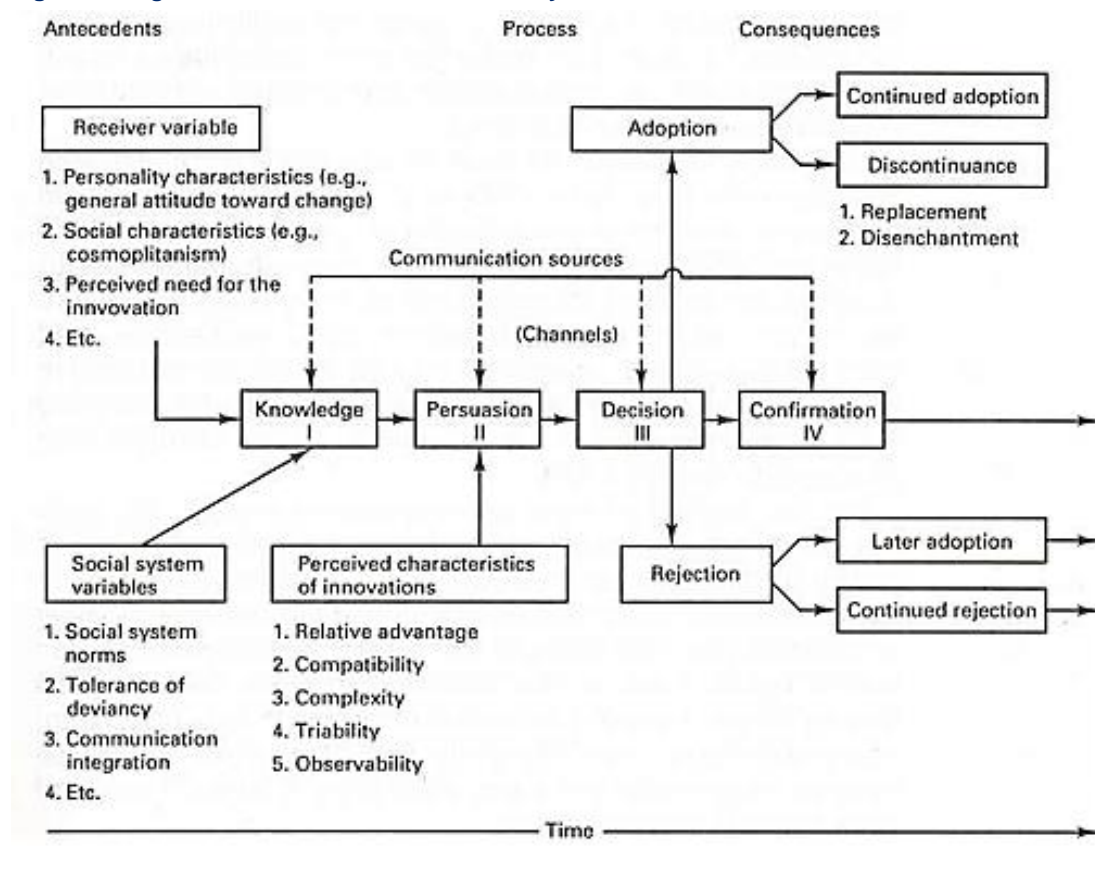 Antecedents
Process
Consequences
Receiver variable
1. Personality characteristics (e.g.,
general attitude toward change)
2. Social characteristics (e.g.,
cosmoplitanism)
3. Perceived need for the
innvovation
4. Etc.
Adoption
Continued adoption
Discontinuance
1. Replacement
2. Disenchantment
Communication sources
(Channels)
Knowledge
I
Persuasion
II
Decision
III
Confirmation
IV
Social system
variables
1. Social system
norms
2. Tolerance of
deviancy
3. Communication
integration
4. Etc.
Perceived characteristics
of innovations
1. Relative advantage
2. Compatibility
3. Complexity
4. Triability
5. Observability
Rejection
Later adoption
Continued rejection
Time